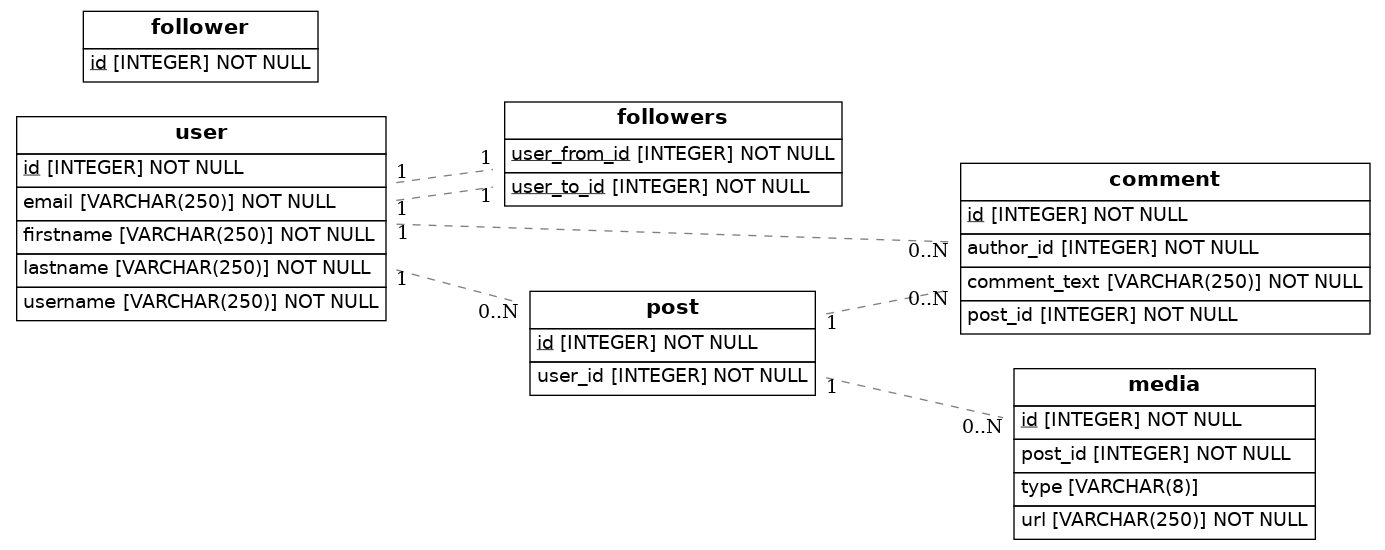 follower
id [INTEGER] NOT NULL
user
id [INTEGER] NOT NULL
email [VARCHAR(250)] NOT NULL
firstname [VARCHAR(250)] NOT NULL
lastname [VARCHAR(250)] NOT NULL
username [VARCHAR(250)] NOT NULL
1
1
1
1
1
0..N
1
0..N
followers
user_from_id [INTEGER] NOT NULL
user_to_id [INTEGER] NOT NULL
post
id [INTEGER] NOT NULL
user_id [INTEGER] NOT NULL
1
0..N
1
0..N
comment
id [INTEGER] NOT NULL
author_id [INTEGER] NOT NULL
comment_text [VARCHAR(250)] NOT NULL
post_id [INTEGER] NOT NULL
media
id [INTEGER] NOT NULL
post_id [INTEGER] NOT NULL
type [VARCHAR(8)]
url [VARCHAR(250)] NOT NULL